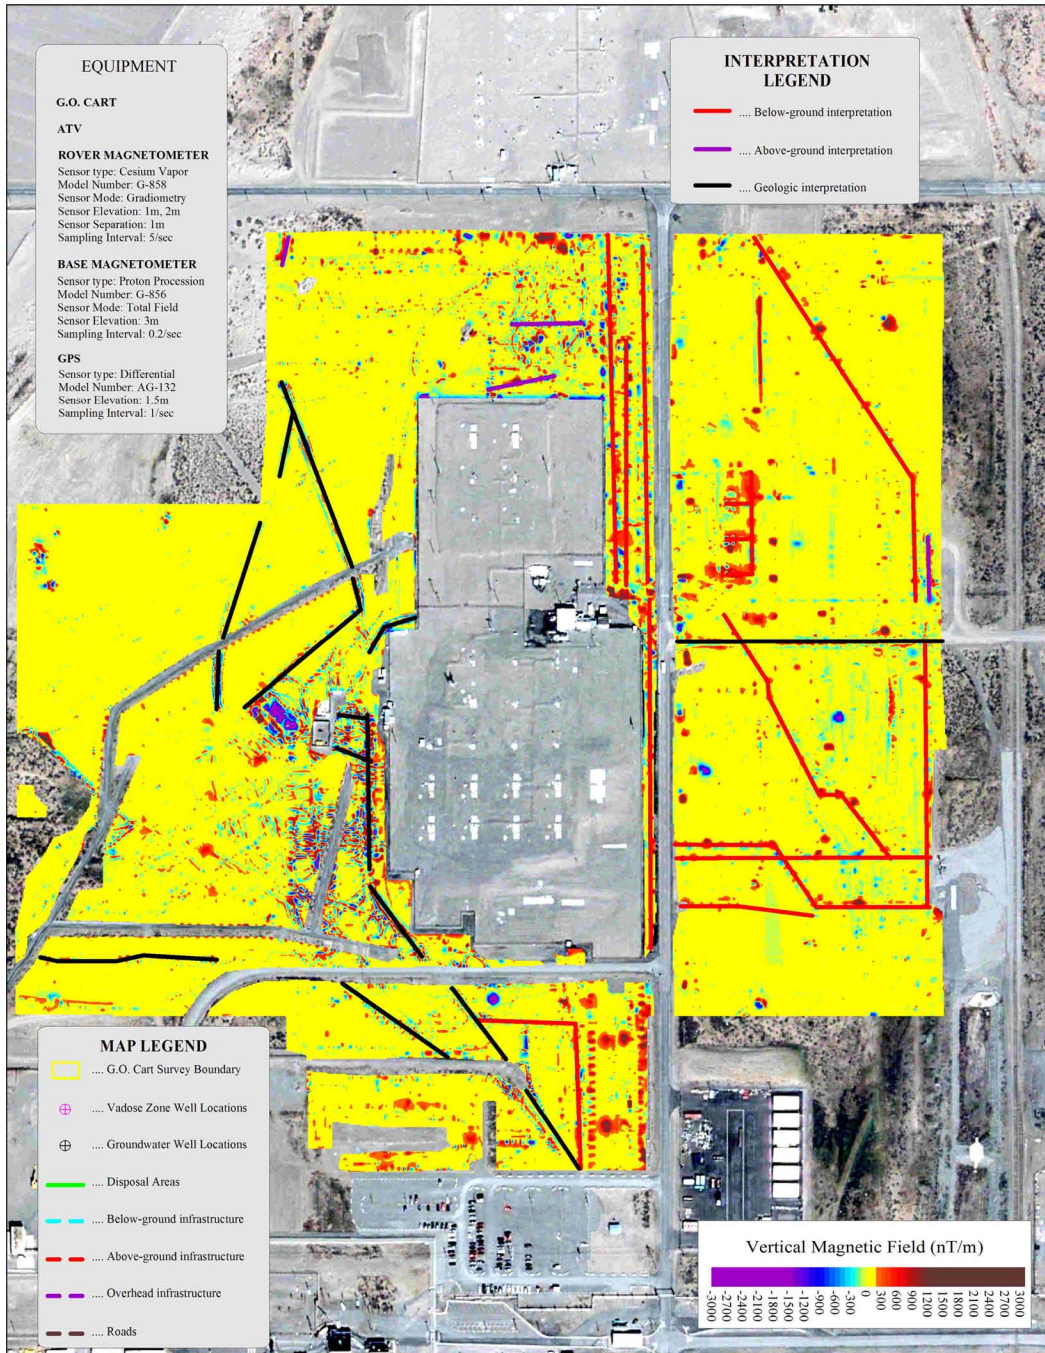 EQUIPMENT
G.O. CART
ATV
ROVER MAGNETOMETER
Sensor type: Cesium Vapor
Model Number: G-858
Sensor Mode: Gradiometry
Sensor Elevation: 1m, 2m
Sensor Separation: 1m
Sampling Interval: 5/sec
BASE MAGNETOMETER
Sensor type: Proton Procession
Model Number: G-856
Sensor Mode: Total Field
Sensor Elevation: 3m
Sampling Interval: 0.2/sec
GPS
Sensor type: Differential
Model Number: AG-132
Sensor Elevation: 1.5m
Sampling Interval: 1/sec
INTERPRETATION
LEGEND
.... Below-ground interpretation
.... Above-ground interpretation
.... Geologic interpretation
MAP LEGEND
.... G.O. Cart Survey Boundary
.... Vadose Zone Well Locations
.... Groundwater Well Locations
.... Disposal Areas
.... Below-ground infrastructure
.... Above-ground infrastructure
.... Overhead infrastructure
.... Roads
Vertical Magnetic Field (nT/m)
-3000 -2700 -2400 -2100 -1800 -1500 -1200 -900 -600 -300 0 300 600 900 1200 1500 1800 2100 2400 2700 3000